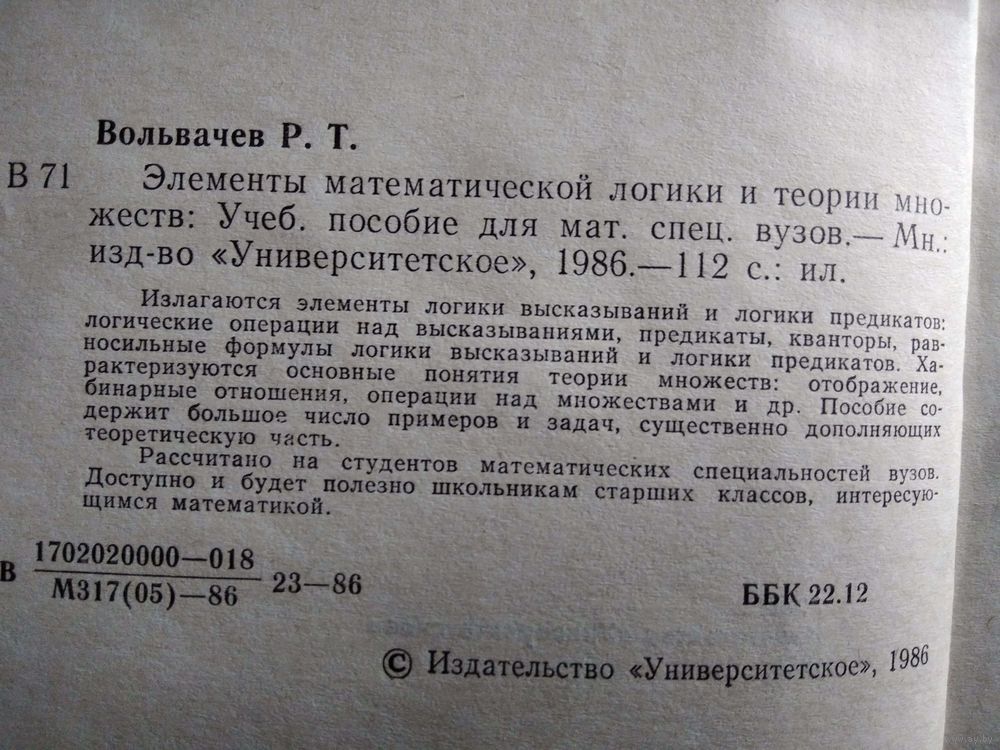 Вольвачев Р. Т.
В 71 Элементы математической логики и теории мно-
жеств: Учеб. пособие для мат. спец. вузов.— Мн.:
изд-во «Университетское», 1986.—112 с.: ил.
Излагаются элементы логики высказываний и логики предикатов:
логические операции над высказываниями, предикаты, кванторы, рав-
носильные формулы логики высказываний и логики предикатов. Ха-
рактеризуются основные понятия теории множеств: отображение,
бинарные отношения, операции над множествами и др. Пособие со-
держит большое число примеров и задач, существенно дополняющих
теоретическую часть.
Рассчитано на студентов математических специальностей вузов.
Доступно и будет полезно школьникам старших классов, интересую-
щимся математикой.
В 1702020000—018
М317(05)—86 23—86
ББК 22.12
© Издательство «Университетское», 1986
www.ay.by